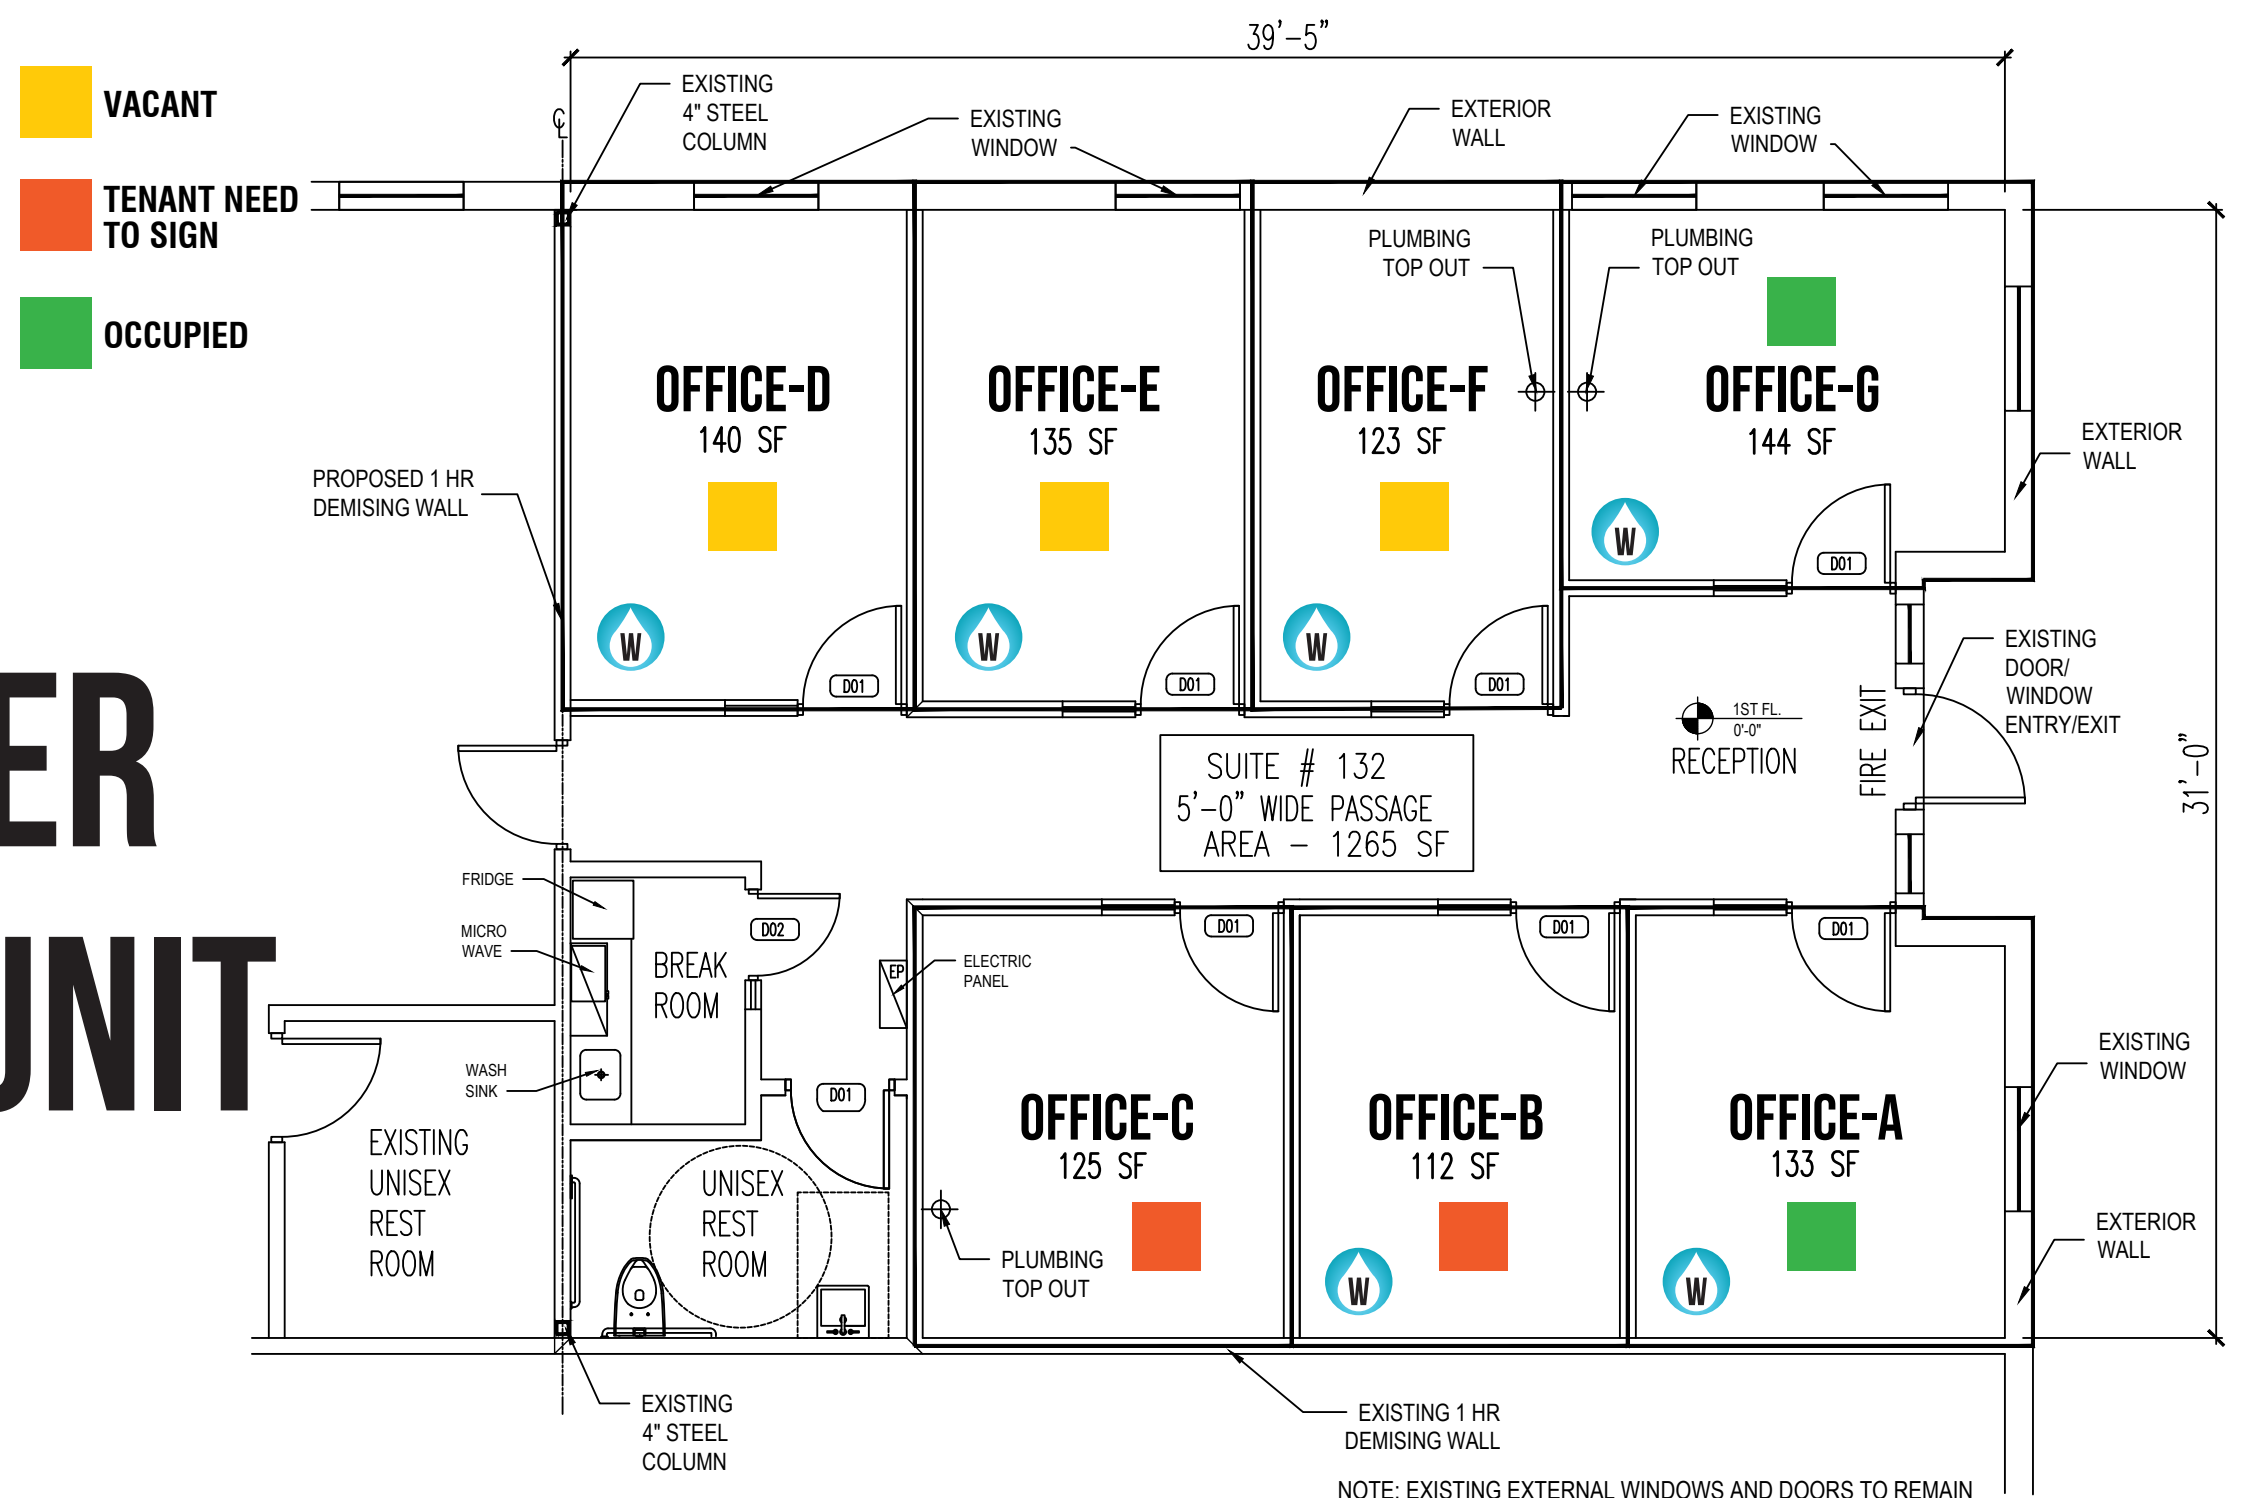 39'-5"
VACANT
TENANT NEED
TO SIGN
OCCUPIED
EXISTING
4" STEEL
COLUMN
EXISTING
WINDOW
EXTERIOR
WALL
EXISTING
WINDOW
PLUMBING
TOP OUT
PLUMBING
TOP OUT
OFFICE-D
140 SF
OFFICE-E
135 SF
OFFICE-F
123 SF
OFFICE-G
144 SF
EXTERIOR
WALL
PROPOSED 1 HR
DEMISING WALL
W
W
W
W
D01
D01
D01
D01
EXISTING
DOOR/
WINDOW
ENTRY/EXIT
1ST FL.
0'-0"
RECEPTION
FIRE EXIT
31'-0"
SUITE # 132
5'-0" WIDE PASSAGE
AREA - 1265 SF
ER
UNIT
FRIDGE
MICRO
WAVE
WASH
SINK
BREAK
ROOM
D02
EP
ELECTRIC
PANEL
D01
D01
D01
D01
EXISTING
UNISEX
REST
ROOM
UNISEX
REST
ROOM
OFFICE-C
125 SF
OFFICE-B
112 SF
OFFICE-A
133 SF
PLUMBING
TOP OUT
W
W
EXISTING
WINDOW
EXTERIOR
WALL
EXISTING
4" STEEL
COLUMN
EXISTING 1 HR
DEMISING WALL
NOTE: EXISTING EXTERNAL WINDOWS AND DOORS TO REMAIN